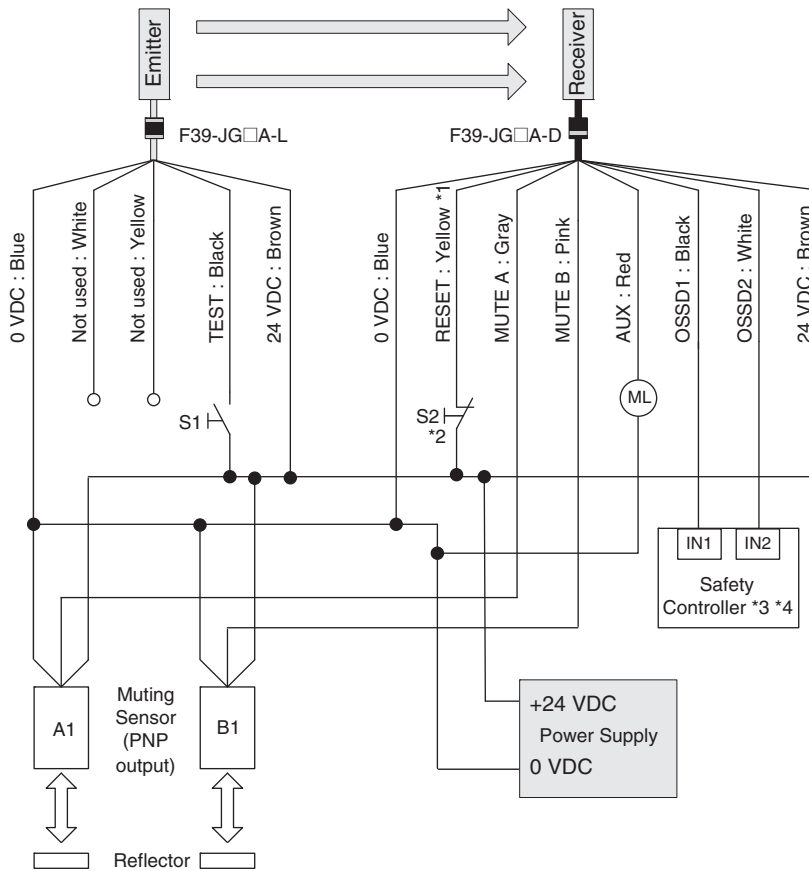 Emitter
Receiver
F39-JG□A-L
F39-JG□A-D
0 VDC : Blue
Not used : White
Not used : Yellow
TEST : Black
24 VDC : Brown
0 VDC : Blue
RESET : Yellow *1
MUTE A : Gray
MUTE B : Pink
AUX : Red
OSSD1 : Black
OSSD2 : White
24 VDC : Brown
S1
S2
*2
ML
IN1
IN2
Safety
Controller *3 *4
A1
Muting
Sensor
(PNP
output)
B1
+24 VDC
Power Supply
0 VDC
Reflector